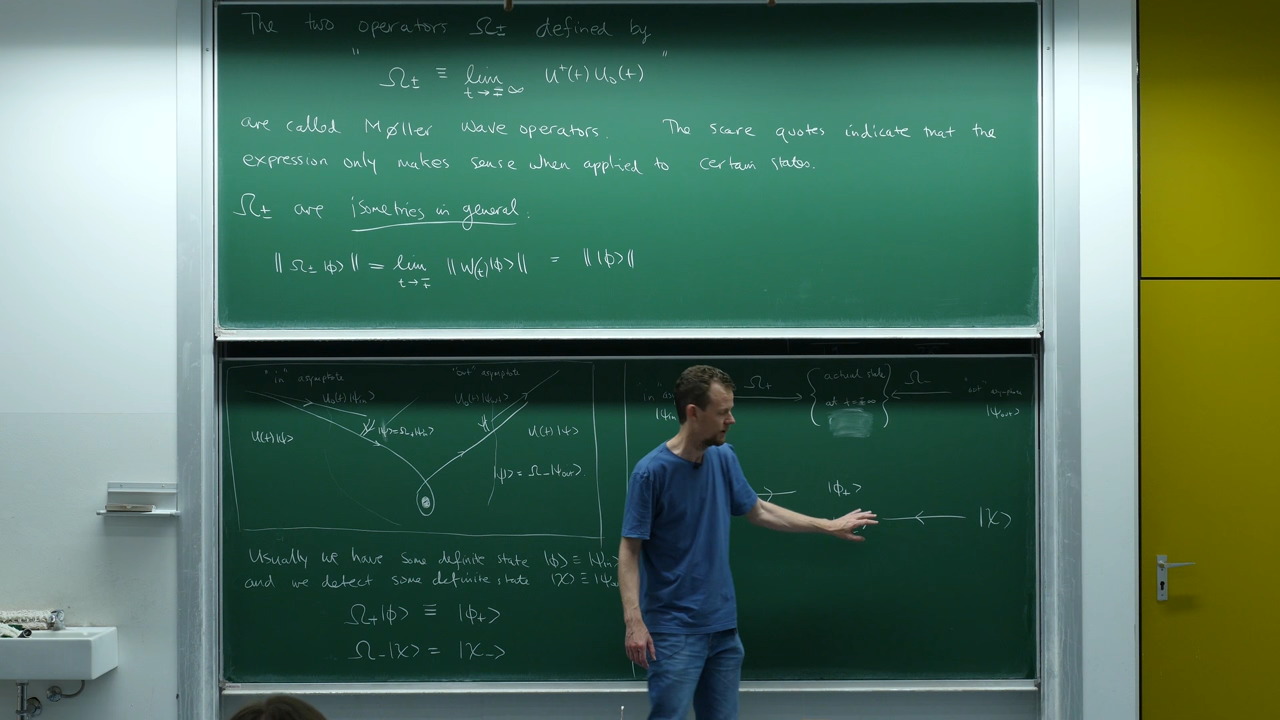 The two operators Ω± defined by
" Ω± ≡ lim t→∓∞ U†(t) U₀(t) "
are called Møller wave operators. The scare quotes indicate that the
expression only makes sense when applied to certain states.
Ω± are isometries in general.
‖ Ω± |ϕ> ‖ = lim t→∓ ‖ W(t)|ϕ> ‖ = ‖ |ϕ> ‖
"in" asymptote
"out" asymptote
U₀(t)|ψin>
U₀(t)|ψout>
U(t)|ψ>
|ψ> = Ω+|ψin>
U(t)|ψ>
|ψ> = Ω-|ψout>
Usually we have some definite state |ϕ> ≡ |ψin>
and we detect some definite state |χ> ≡
Ω+|ϕ> ≡ |ϕ+>
Ω-|χ> = |χ->
"in
|ψin
Ω+
actual state
at t=±∞
Ω-
"out" asymptote
|ψout>
|ϕ+>
|χ>